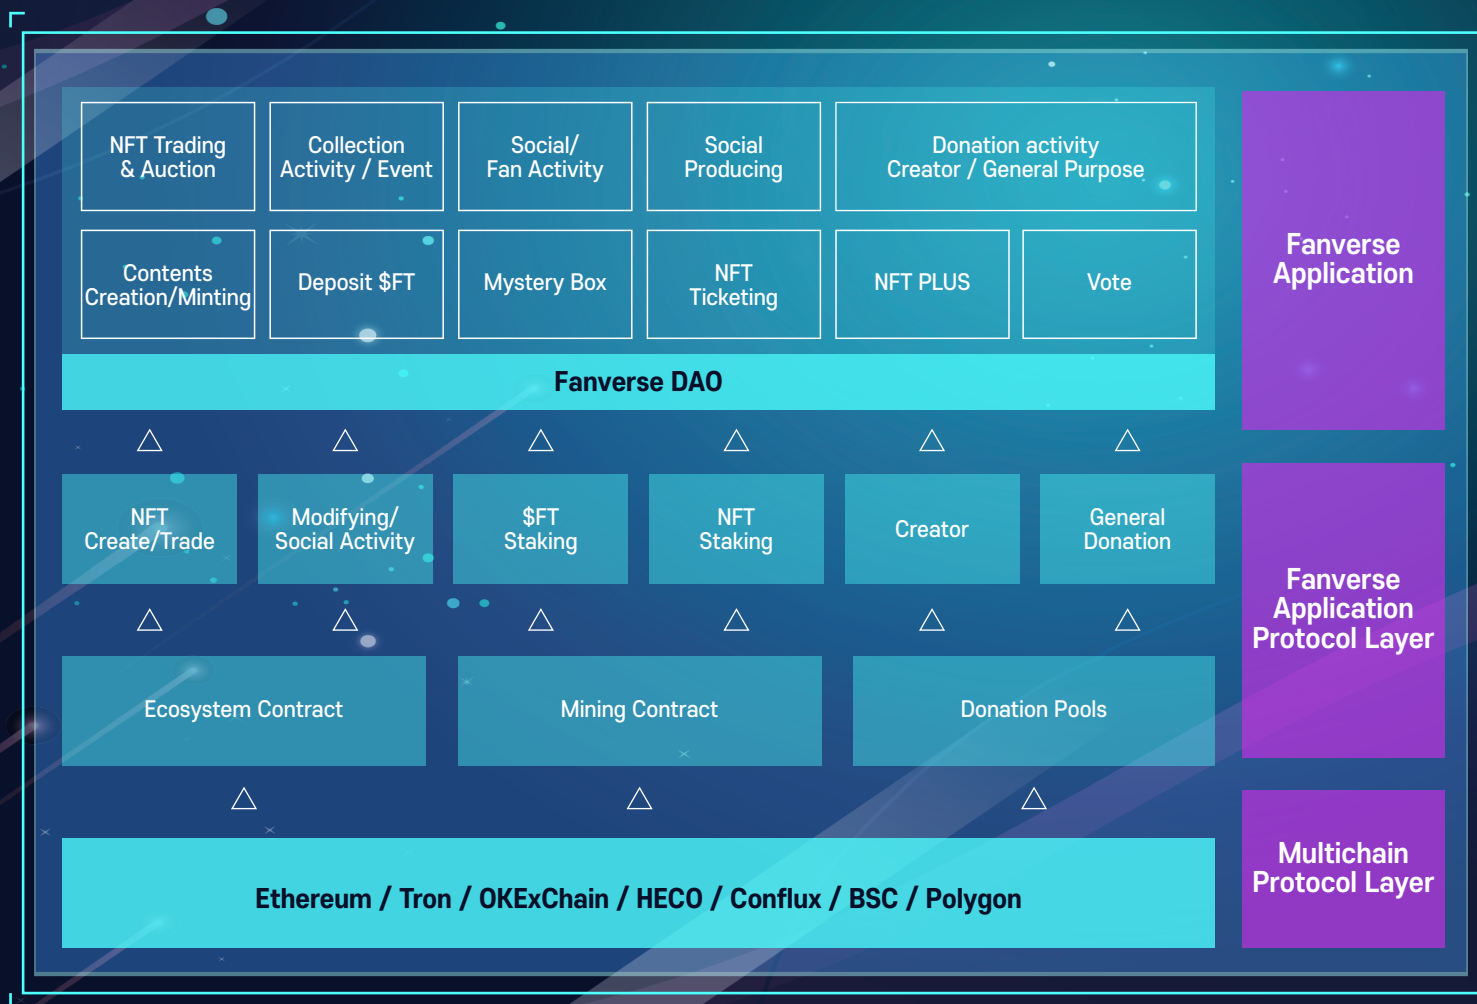 NFT Trading
& Auction
Collection
Activity / Event
Social/
Fan Activity
Social
Producing
Donation activity
Creator / General Purpose
Contents
Creation/Minting
Deposit $FT
Mystery Box
NFT
Ticketing
NFT PLUS
Vote
Fanverse
Application
Fanverse DAO
NFT
Create/Trade
Modifying/
Social Activity
$FT
Staking
NFT
Staking
Creator
General
Donation
Fanverse
Application
Protocol Layer
Ecosystem Contract
Mining Contract
Donation Pools
Ethereum / Tron / OKExChain / HECO / Conflux / BSC / Polygon
Multichain
Protocol Layer